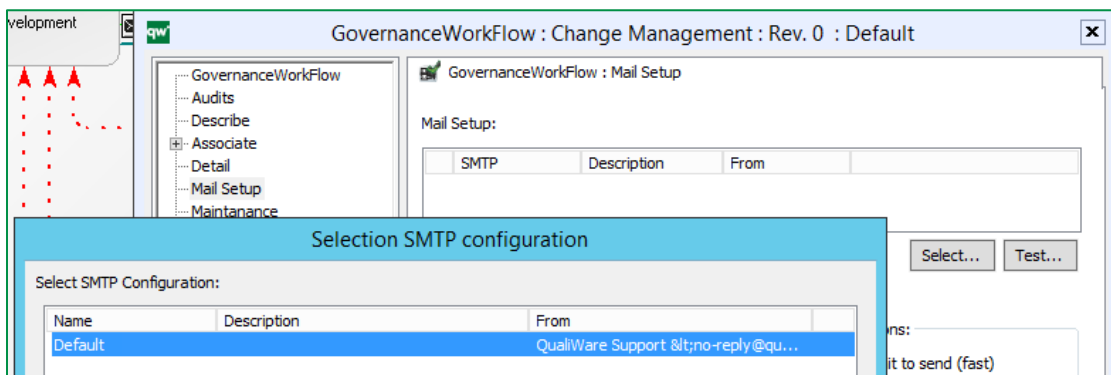 velopment
qw
GovernanceWorkFlow : Change Management : Rev. 0 : Default
GovernanceWorkFlow
Audits
Describe
Associate
Detail
Mail Setup
Maintanance
GovernanceWorkFlow : Mail Setup
Mail Setup:
SMTP Description From
Select... Test...
ns:
it to send (fast)
Selection SMTP configuration
Select SMTP Configuration:
Name Description From
Default QualiWare Support &lt;no-reply@qu...